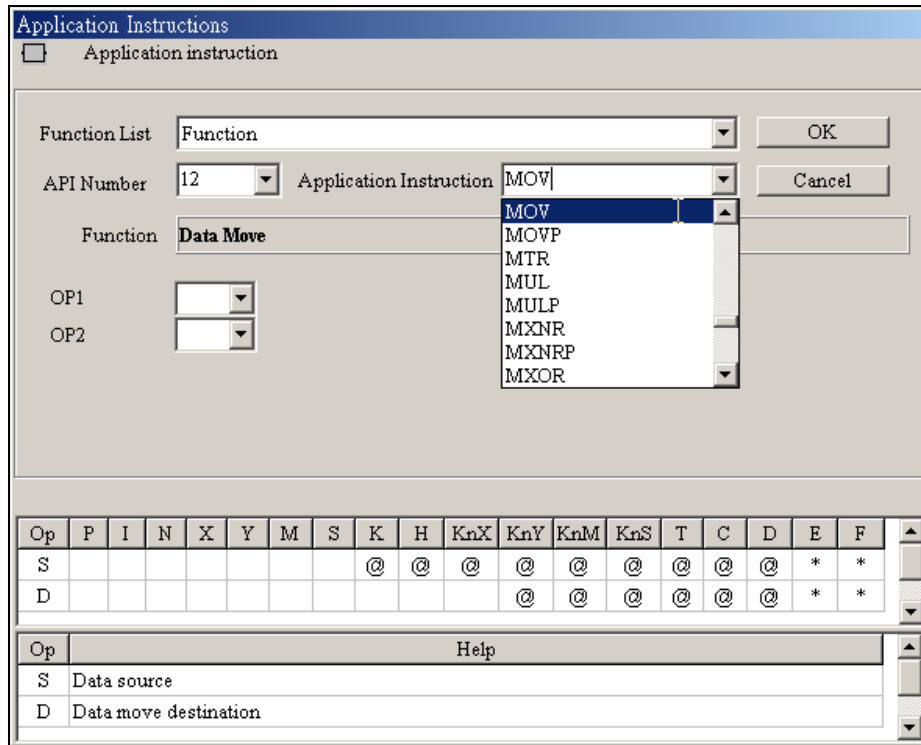 Application Instructions
Application instruction
Function List Function OK
API Number 12 Application Instruction MOV Cancel
Function Data Move
MOV
MOVP
MTR
MUL
MULP
MXNR
MXNRP
MXOR
OP1
OP2
Op P I N X Y M S K H KnX KnY KnM KnS T C D E F
S @ @ @ @ @ @ @ @ @ * *
D @ @ @ @ @ @ * *
Op Help
S Data source
D Data move destination